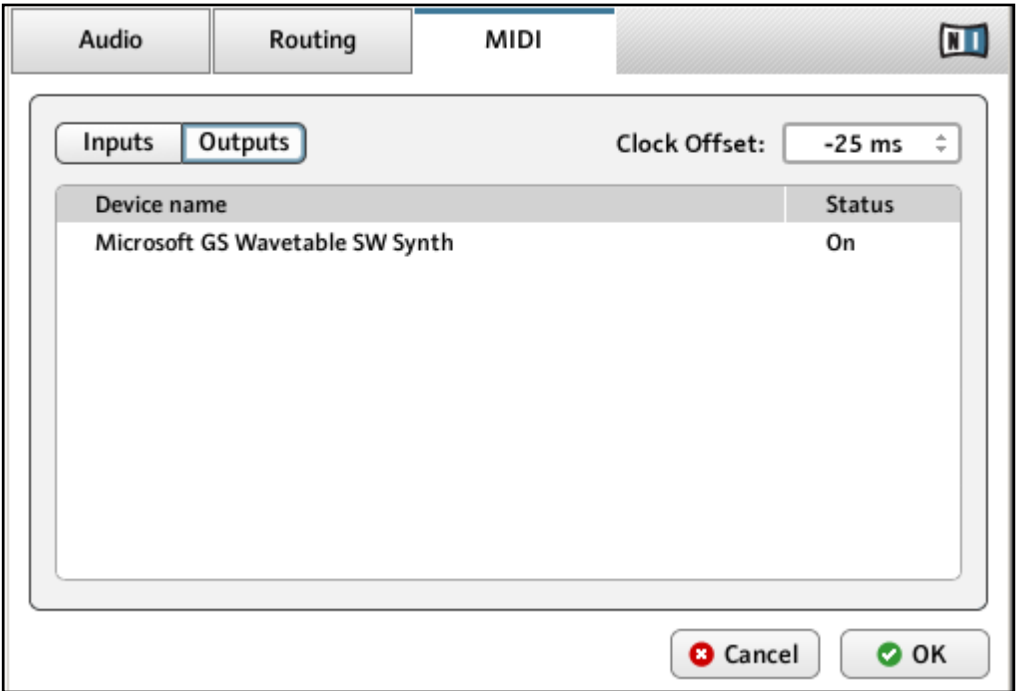 Audio Routing MIDI NI
Inputs Outputs Clock Offset: -25 ms
Device name Status
Microsoft GS Wavetable SW Synth On
Cancel OK